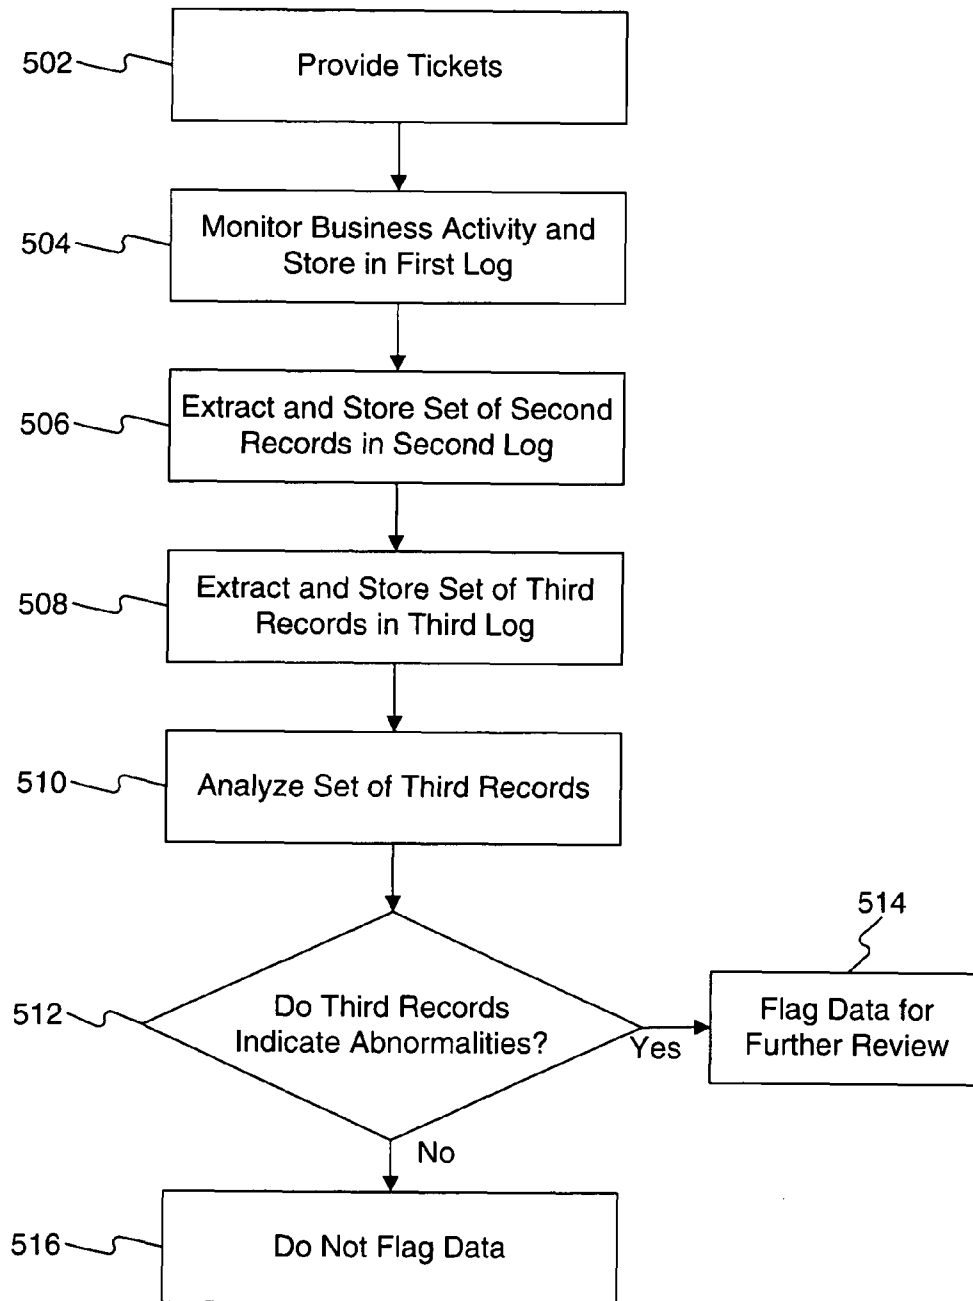 502
Provide Tickets
504
Monitor Business Activity and
Store in First Log
506
Extract and Store Set of Second
Records in Second Log
508
Extract and Store Set of Third
Records in Third Log
510
Analyze Set of Third Records
512
Do Third Records
Indicate Abnormalities?
Yes
514
Flag Data for
Further Review
No
516
Do Not Flag Data